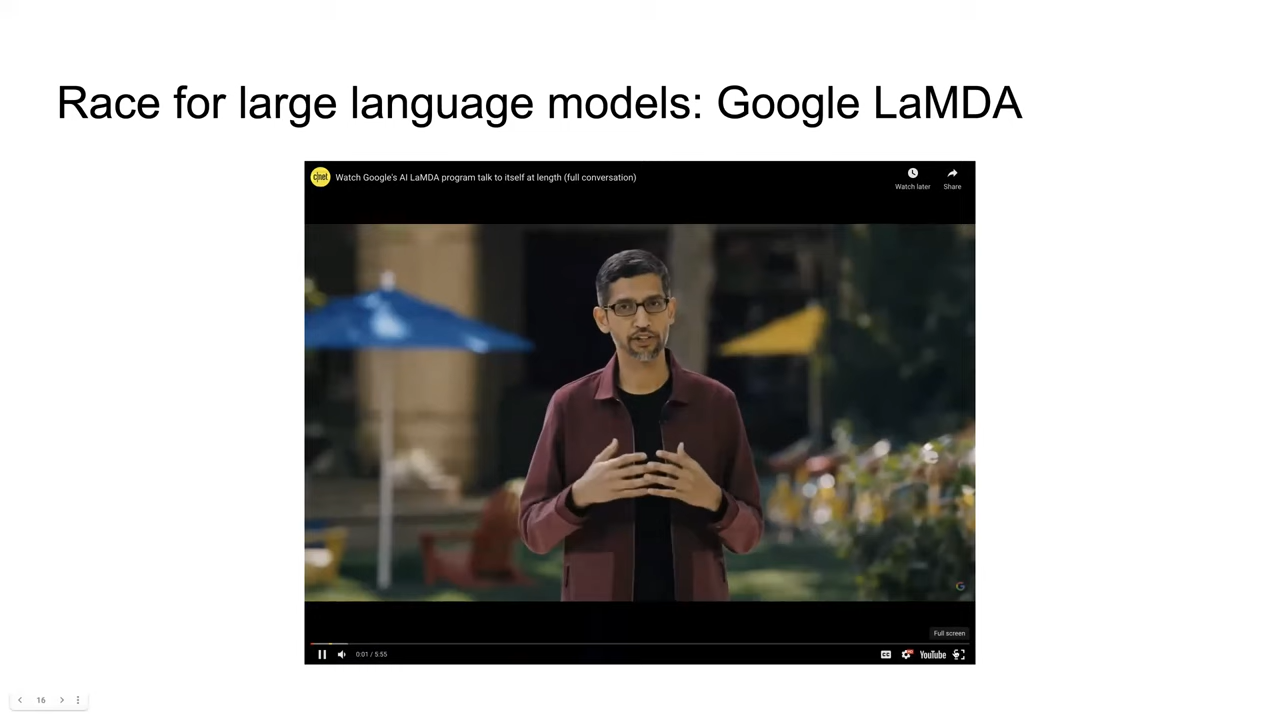 Race for large language models: Google LaMDA
c|net
Watch Google's AI LaMDA program talk to itself at length (full conversation)
Watch later
Share
G
Full screen
0:01 / 5:55
CC
YouTube
16